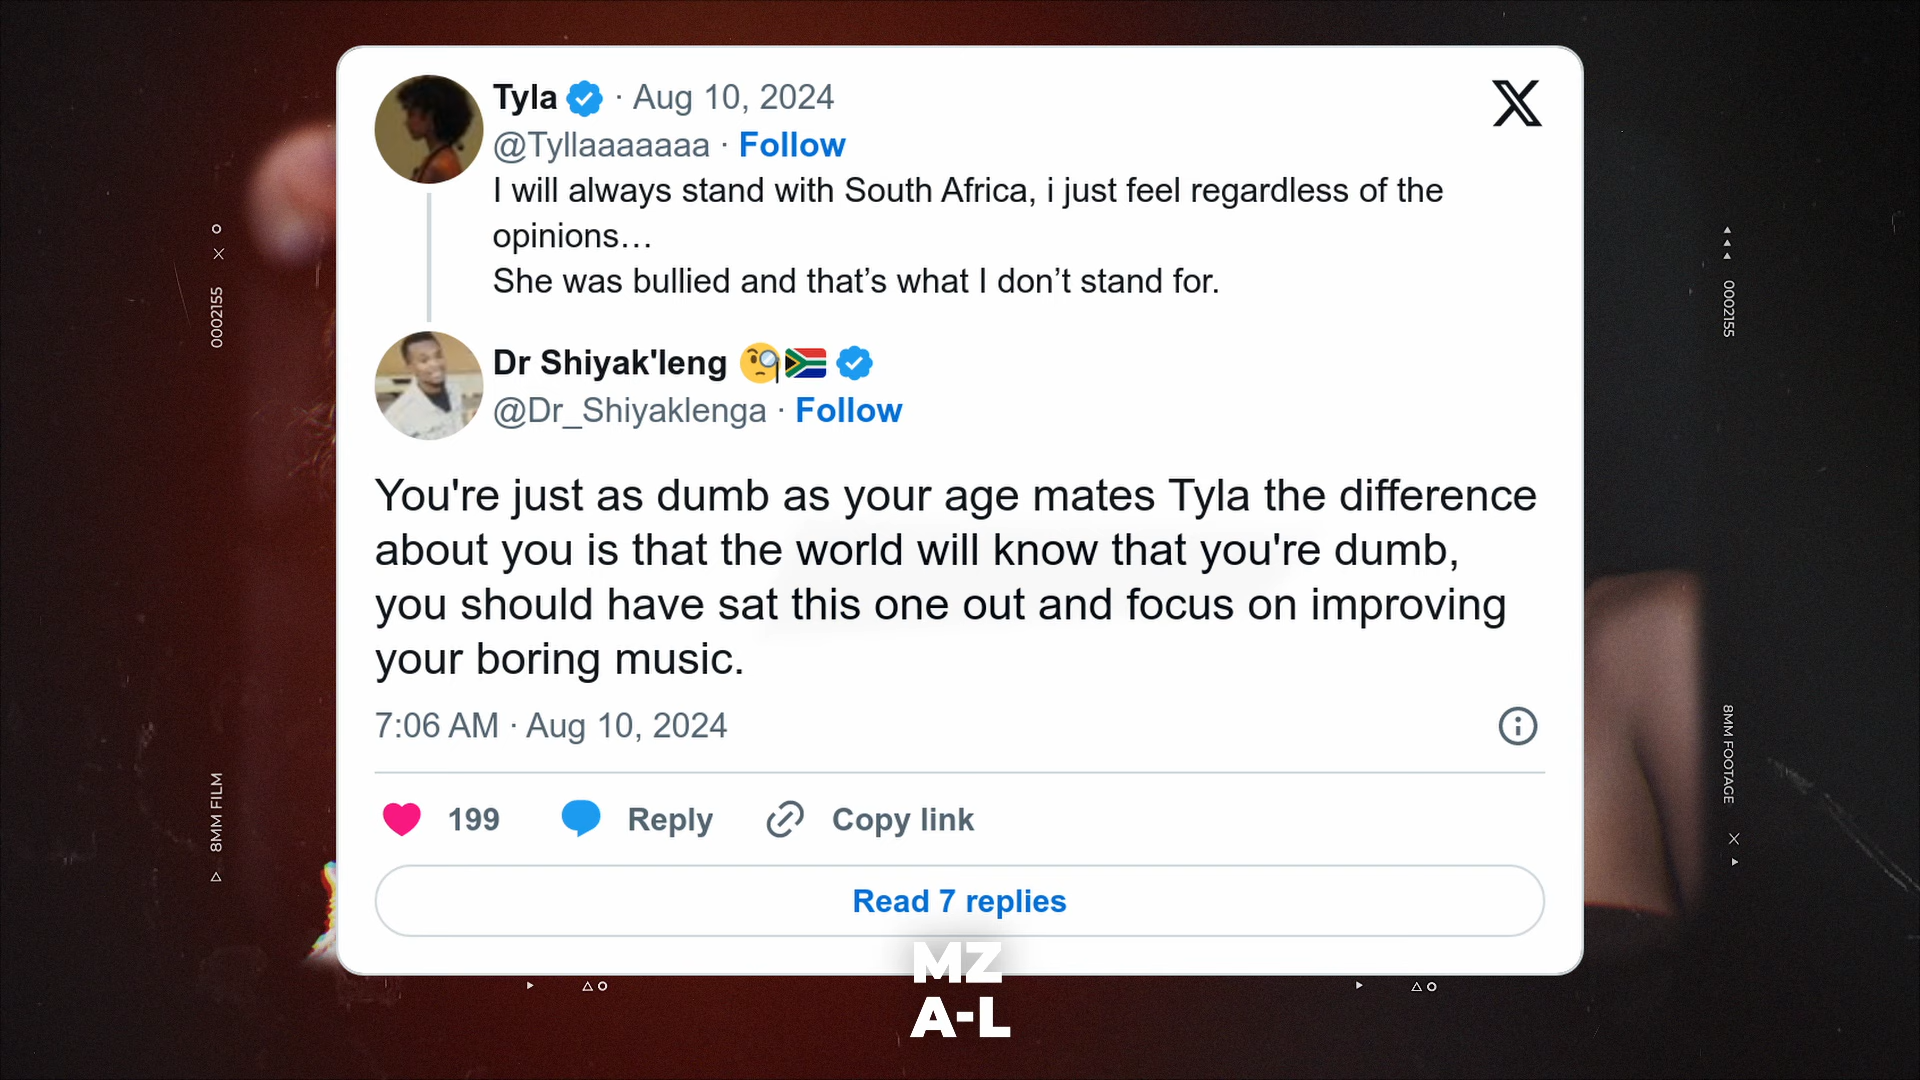 Tyla · Aug 10, 2024
@Tyllaaaaaaa · Follow
I will always stand with South Africa, i just feel regardless of the
opinions…
She was bullied and that’s what I don’t stand for.
Dr Shiyak'leng 🧐🇿🇦
@Dr_Shiyaklenga · Follow
You're just as dumb as your age mates Tyla the difference
about you is that the world will know that you're dumb,
you should have sat this one out and focus on improving
your boring music.
7:06 AM · Aug 10, 2024
199 Reply Copy link
Read 7 replies
MZ
A-L
0002155
8MM FILM
0002155
8MM FOOTAGE